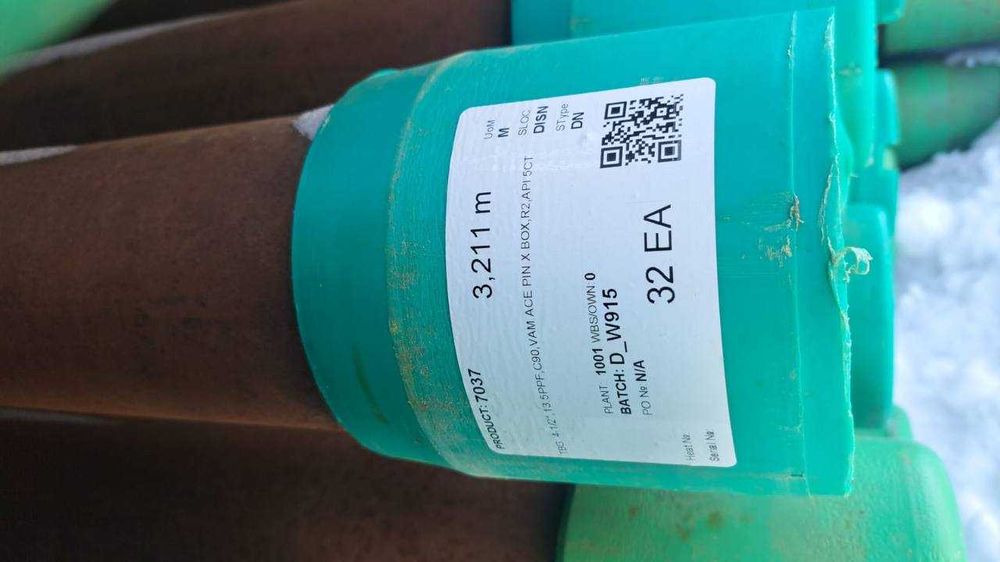 PRODUCT: 7037
3,211 m
UoM
M
TBG 4-1/2",13,5PPF,C90,VAM ACE PIN X BOX,R2,API 5CT
SLOC
DISN
SType
DN
PLANT 1001 WBS/OWN 0
BATCH: D_W915
PO № N/A
32 EA
Heat №
Serial №